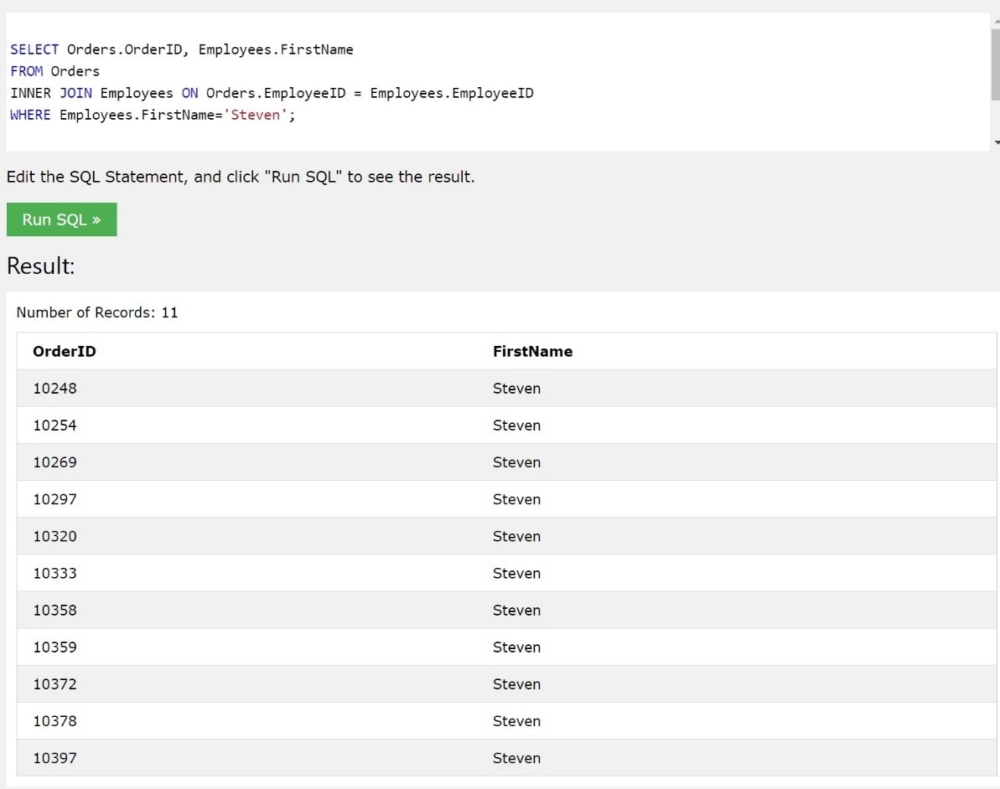 SELECT Orders.OrderID, Employees.FirstName
FROM Orders
INNER JOIN Employees ON Orders.EmployeeID = Employees.EmployeeID
WHERE Employees.FirstName='Steven';
Edit the SQL Statement, and click "Run SQL" to see the result.
Run SQL »
Result:
Number of Records: 11
OrderID FirstName
10248 Steven
10254 Steven
10269 Steven
10297 Steven
10320 Steven
10333 Steven
10358 Steven
10359 Steven
10372 Steven
10378 Steven
10397 Steven